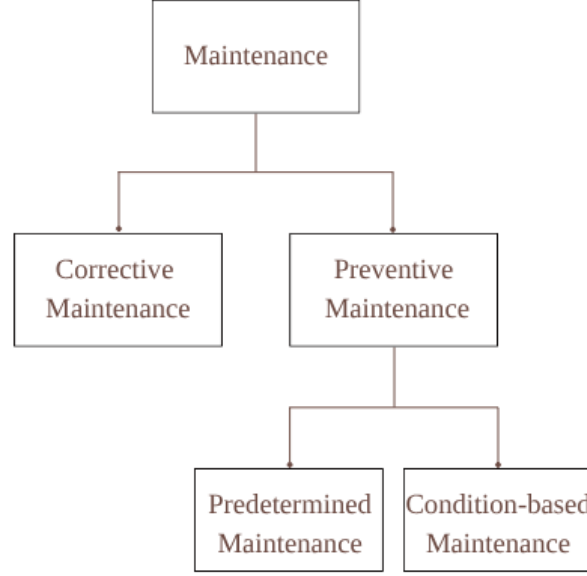 Maintenance
Corrective
Maintenance
Preventive
Maintenance
Predetermined
Maintenance
Condition-based
Maintenance